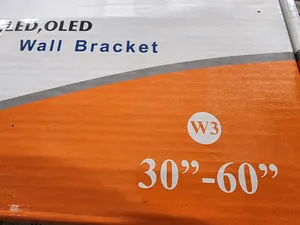 ,LED,OLED
Wall Bracket
W3
30”-60”